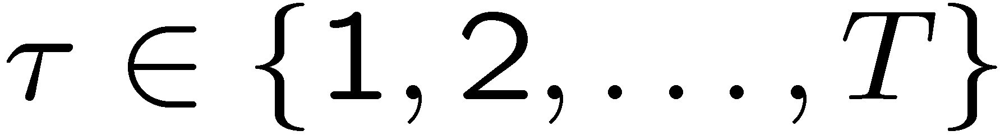 τ ∈ {1, 2, . . . , T}